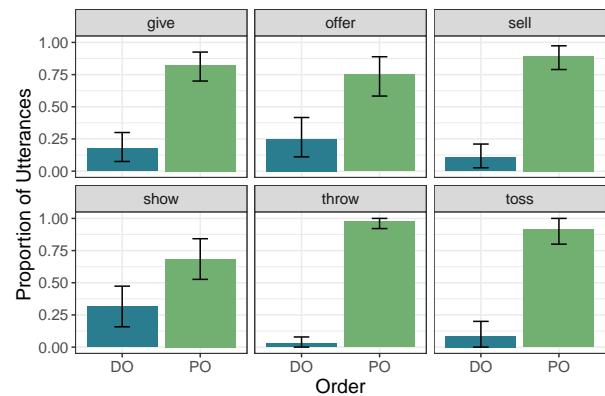 give offer sell
1.00
0.75
0.50
0.25
0.00
show throw toss
1.00
0.75
0.50
0.25
0.00
DO PO DO PO DO PO
Order
Proportion of Utterances